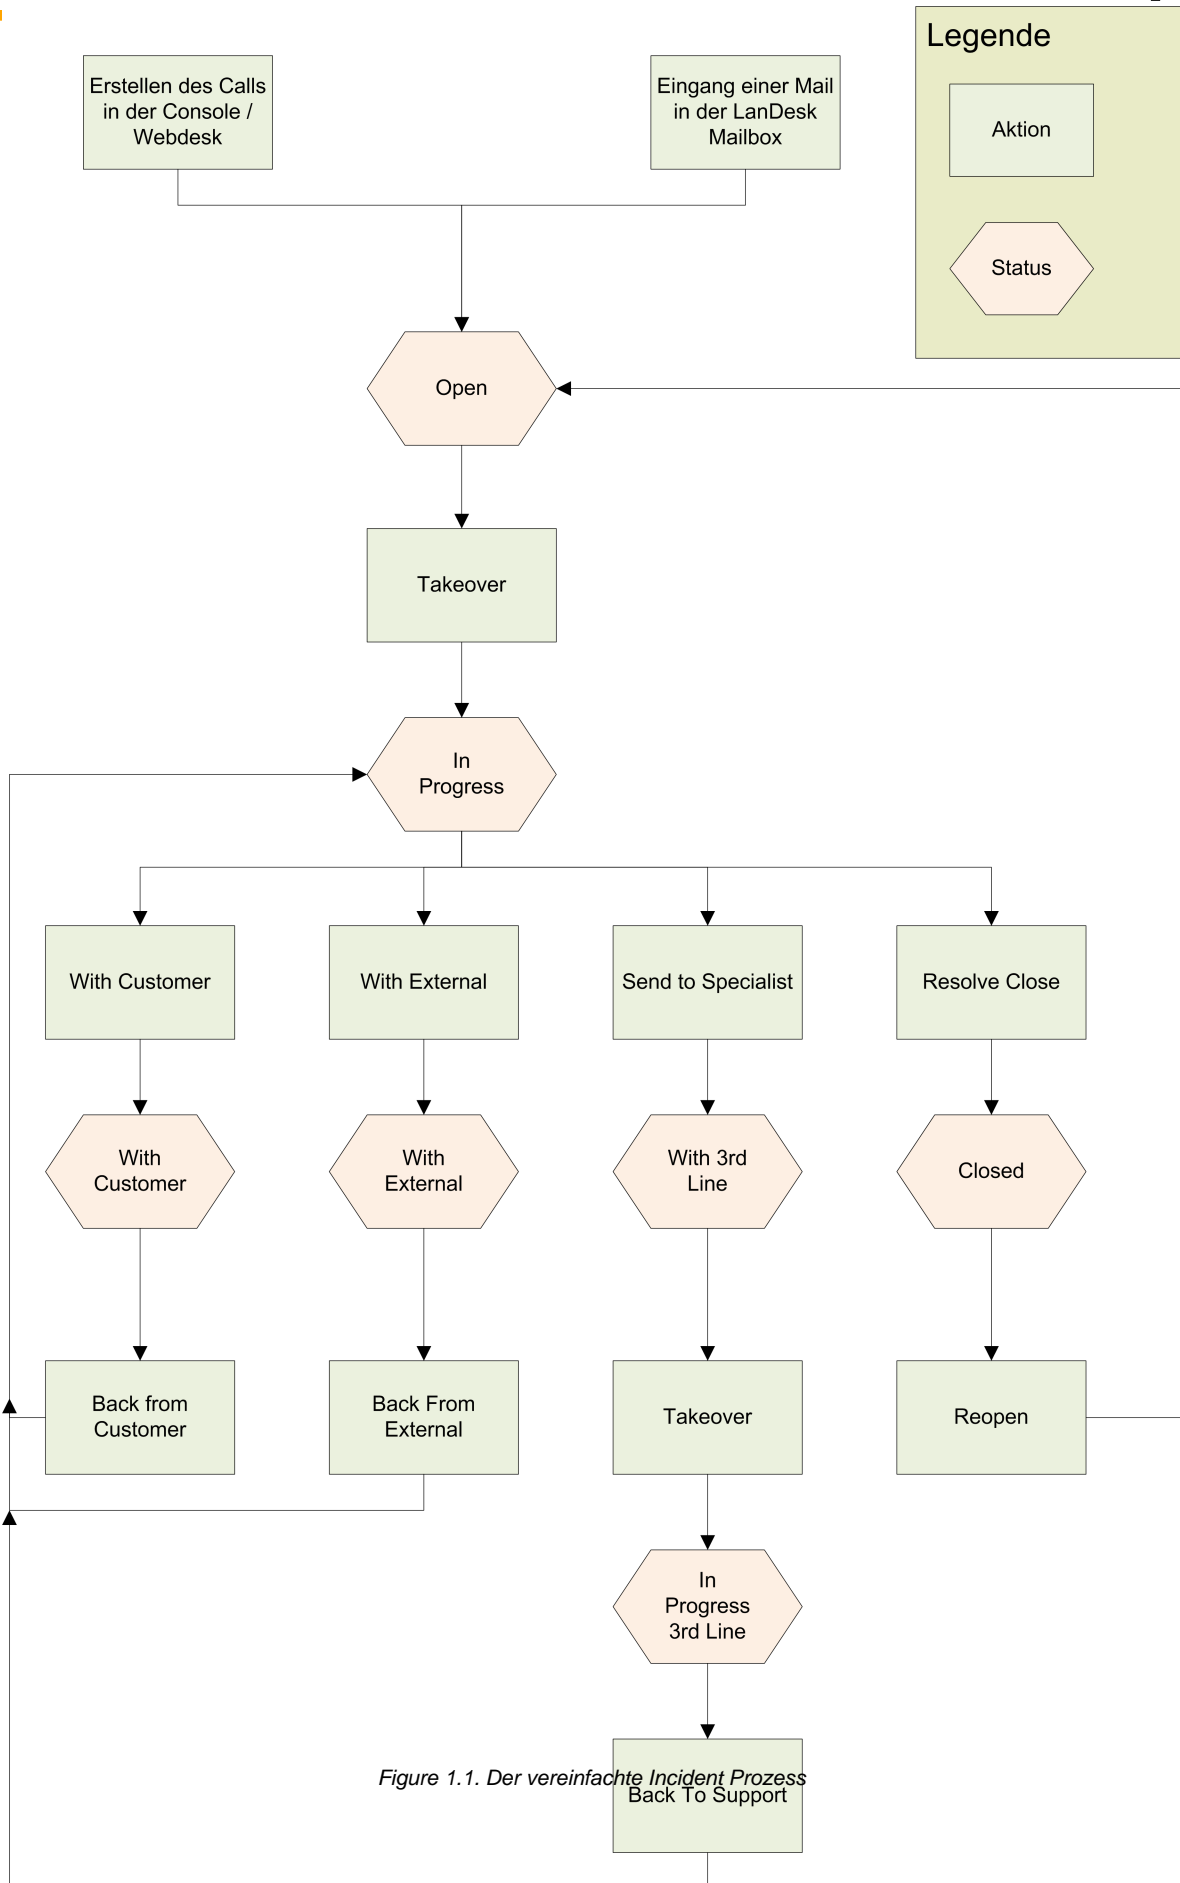 Legende
Erstellen des Calls
in der Console /
Webdesk
Eingang einer Mail
in der LanDesk
Mailbox
Aktion
Status
Open
Takeover
In
Progress
With Customer
With External
Send to Specialist
Resolve Close
With
Customer
With
External
With 3rd
Line
Closed
Back from
Customer
Back From
External
Takeover
Reopen
In
Progress
3rd Line
Figure 1.1. Der vereinfachte Incident Prozess
Back To Support